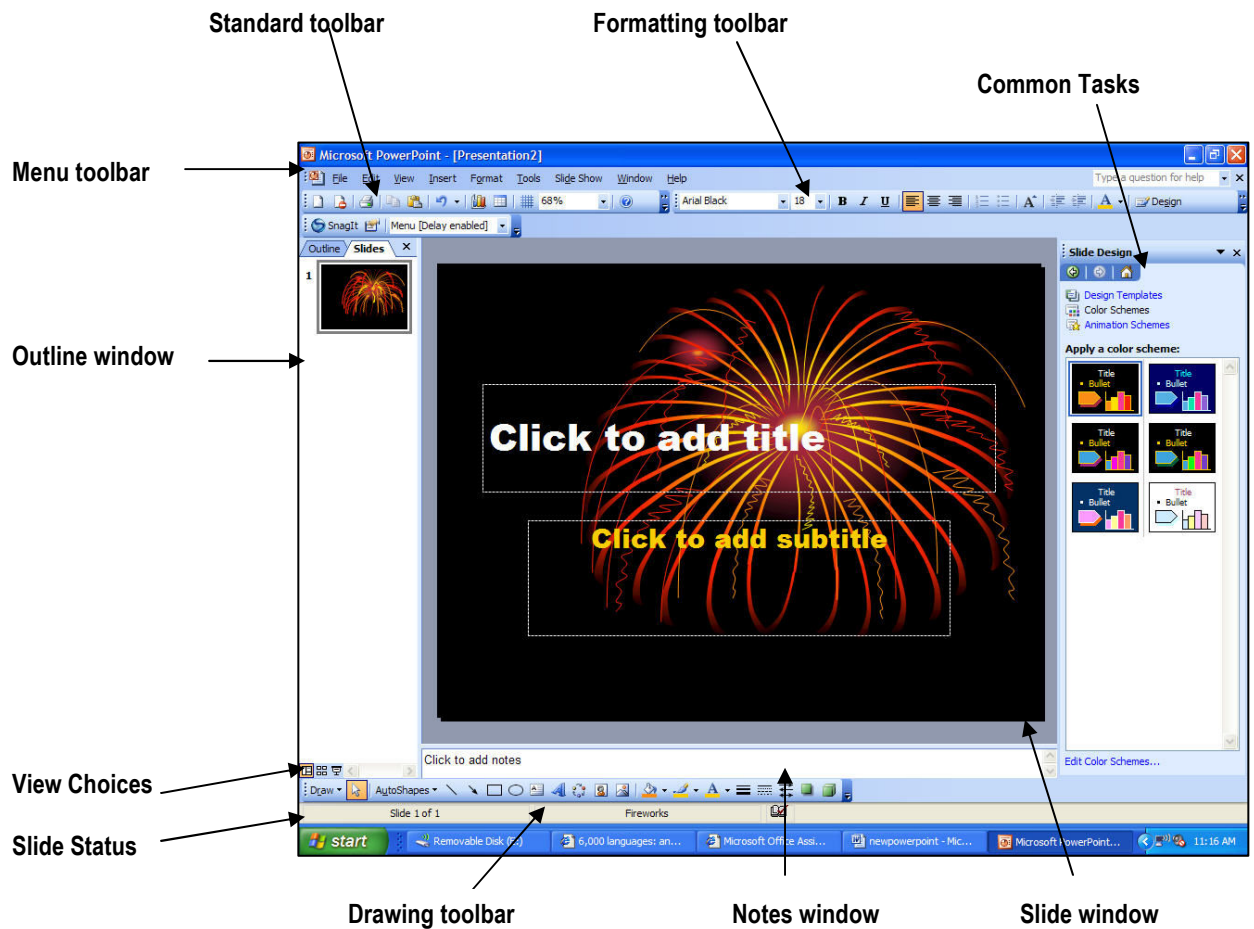 Standard toolbar
Formatting toolbar
Common Tasks
Menu toolbar
Microsoft PowerPoint - [Presentation2]
File Edit View Insert Format Tools Slide Show Window Help
Type a question for help
68%
Arial Black
18
B I U
A
A
Design
SnagIt
Menu [Delay enabled]
Outline Slides
Slide Design
1
Design Templates
Color Schemes
Animation Schemes
Outline window
Apply a color scheme:
Title
Bullet
Title
Bullet
Title
Bullet
Title
Bullet
Title
Bullet
Title
Bullet
Click to add title
Click to add subtitle
Click to add notes
Edit Color Schemes...
View Choices
Draw AutoShapes
A
A
Slide 1 of 1
Fireworks
Slide Status
start
Removable Disk (E:)
6,000 languages: an...
Microsoft Office Assi...
newpowerpoint - Mic...
Microsoft PowerPoint...
11:16 AM
Drawing toolbar
Notes window
Slide window